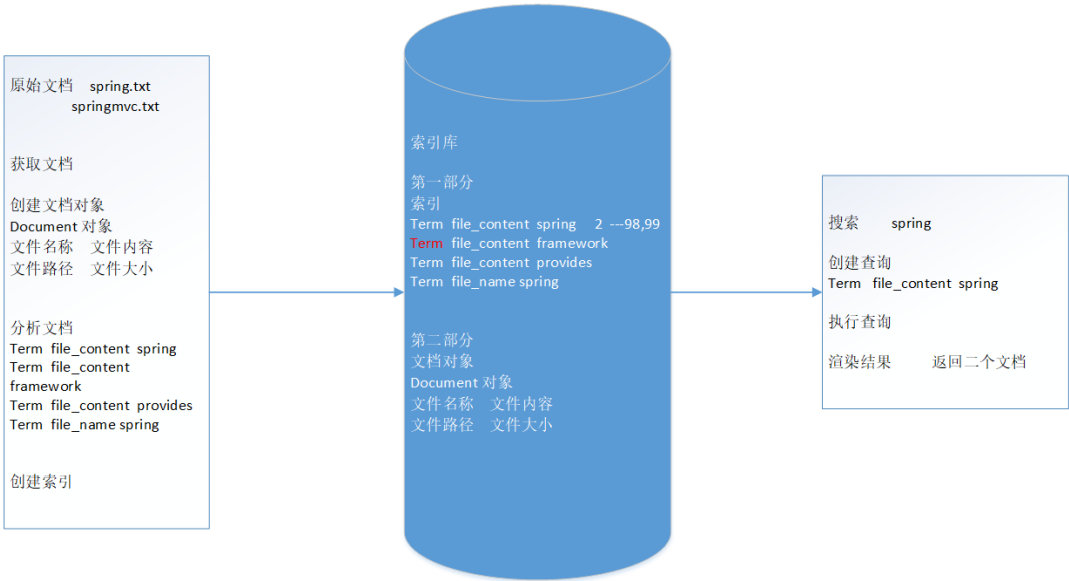 原始文档 spring.txt
springmvc.txt
获取文档
创建文档对象
Document 对象
文件名称 文件内容
文件路径 文件大小
分析文档
Term file_content spring
Term file_content
framework
Term file_content provides
Term file_name spring
创建索引
索引库
第一部分
索引
Term file_content spring 2 ---98,99
Term file_content framework
Term file_content provides
Term file_name spring
第二部分
文档对象
Document 对象
文件名称 文件内容
文件路径 文件大小
搜索 spring
创建查询
Term file_content spring
执行查询
渲染结果 返回二个文档